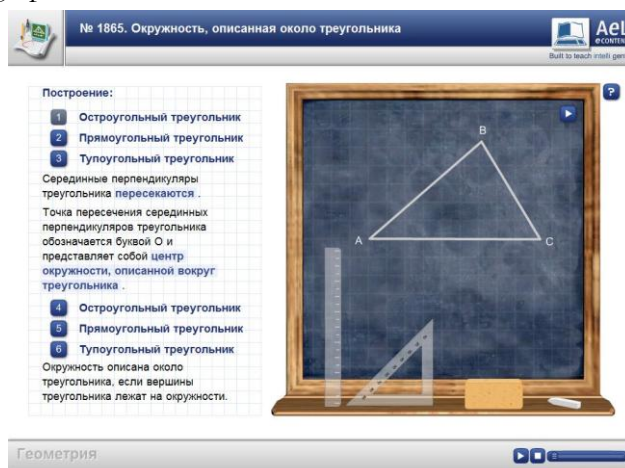 № 1865. Окружность, описанная около треугольника
AeL
e CONTEN
Built to teach intelli gen
Построение:
1 Остроугольный треугольник
2 Прямоугольный треугольник
3 Тупоугольный треугольник
Серединные перпендикуляры
треугольника пересекаются .
Точка пересечения серединных
перпендикуляров треугольника
обозначается буквой О и
представляет собой центр
окружности, описанной вокруг
треугольника .
4 Остроугольный треугольник
5 Прямоугольный треугольник
6 Тупоугольный треугольник
Окружность описана около
треугольника, если вершины
треугольника лежат на окружности.
?
B
A
C
Геометрия